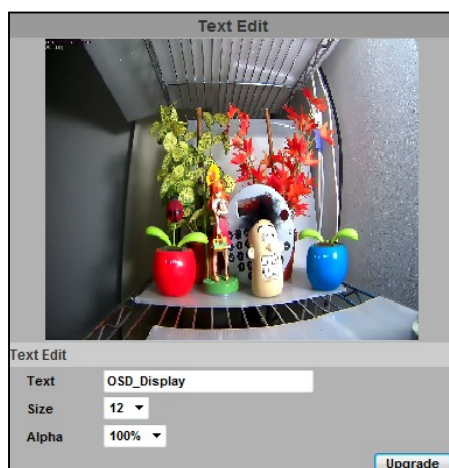 Text Edit
Text Edit
Text OSD_Display
Size 12
Alpha 100%
Upgrade